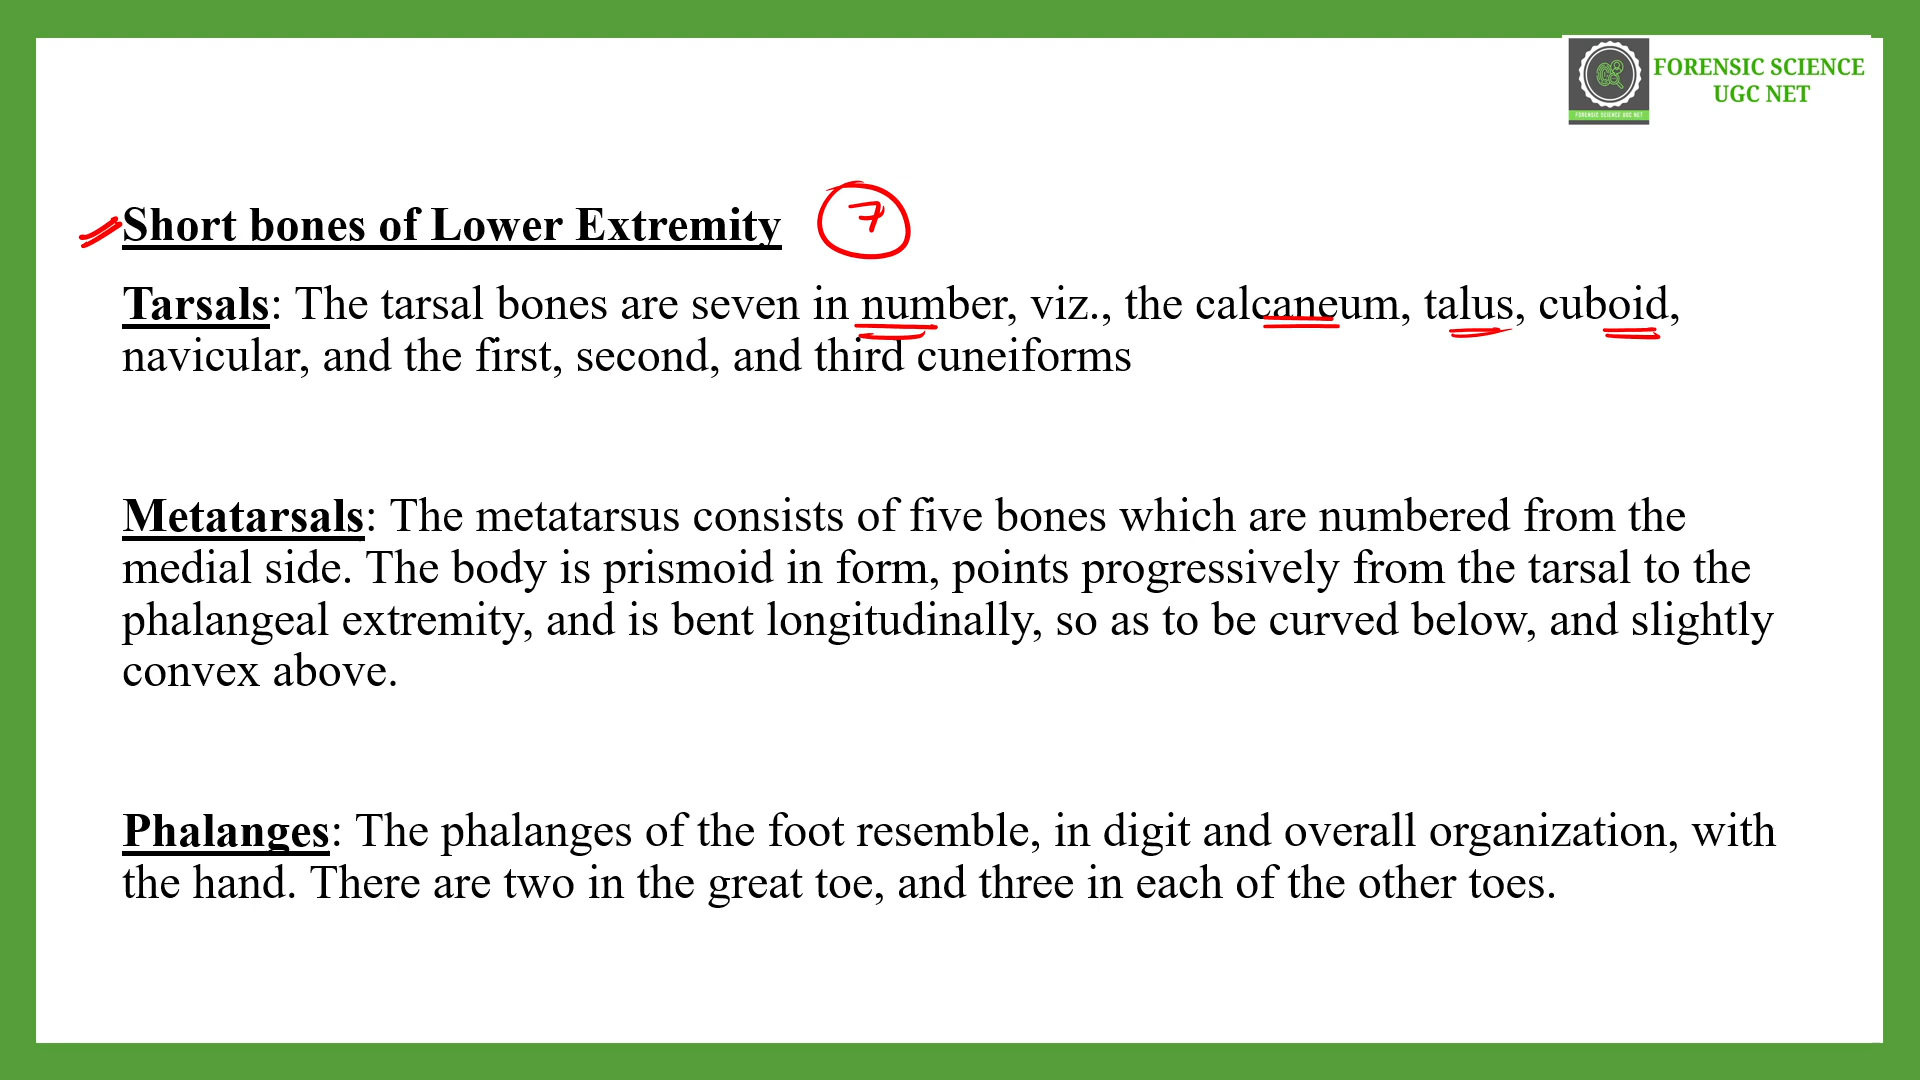 FORENSIC SCIENCE
UGC NET
FORENSIC SCIENCE UGC NET
Short bones of Lower Extremity 7
Tarsals: The tarsal bones are seven in number, viz., the calcaneum, talus, cuboid,
navicular, and the first, second, and third cuneiforms
Metatarsals: The metatarsus consists of five bones which are numbered from the
medial side. The body is prismoid in form, points progressively from the tarsal to the
phalangeal extremity, and is bent longitudinally, so as to be curved below, and slightly
convex above.
Phalanges: The phalanges of the foot resemble, in digit and overall organization, with
the hand. There are two in the great toe, and three in each of the other toes.